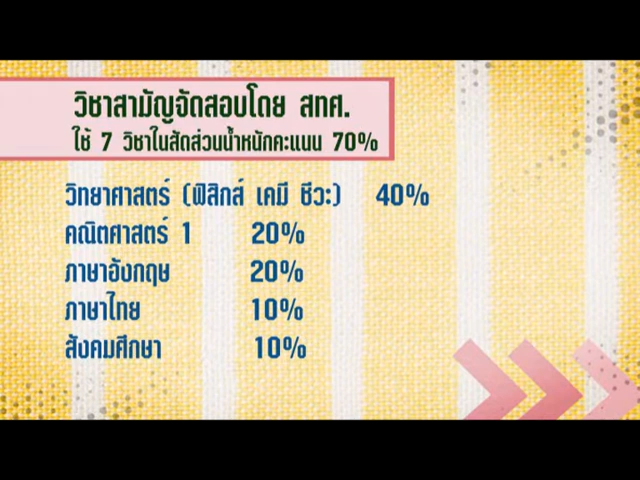 วิชาสามัญจัดสอบโดย สทศ.
ใช้ 7 วิชาในสัดส่วนน้ำหนักคะแนน 70%
วิทยาศาสตร์ (ฟิสิกส์ เคมี ชีวะ) 40%
คณิตศาสตร์ 1 20%
ภาษาอังกฤษ 20%
ภาษาไทย 10%
สังคมศึกษา 10%